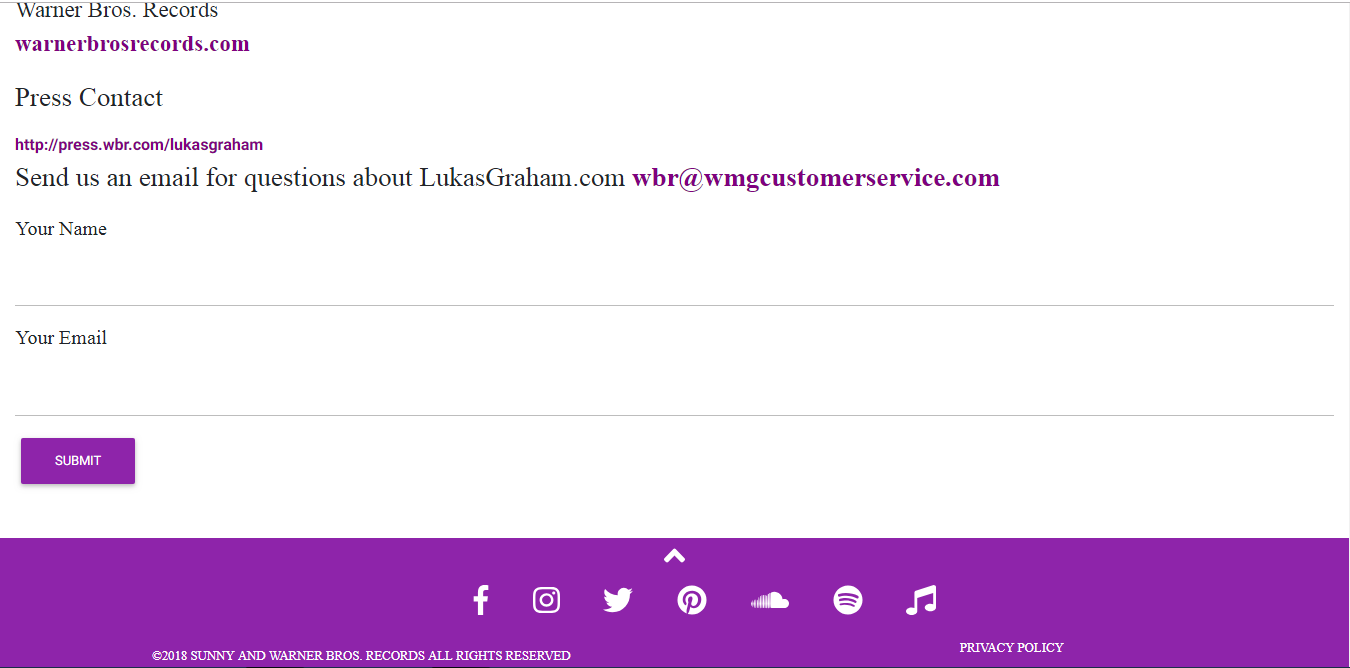 Warner Bros. Records
warnerbrosrecords.com
Press Contact
http://press.wbr.com/lukasgraham
Send us an email for questions about LukasGraham.com wbr@wmgcustomerservice.com
Your Name
Your Email
SUBMIT
©2018 SUNNY AND WARNER BROS. RECORDS ALL RIGHTS RESERVED
PRIVACY POLICY